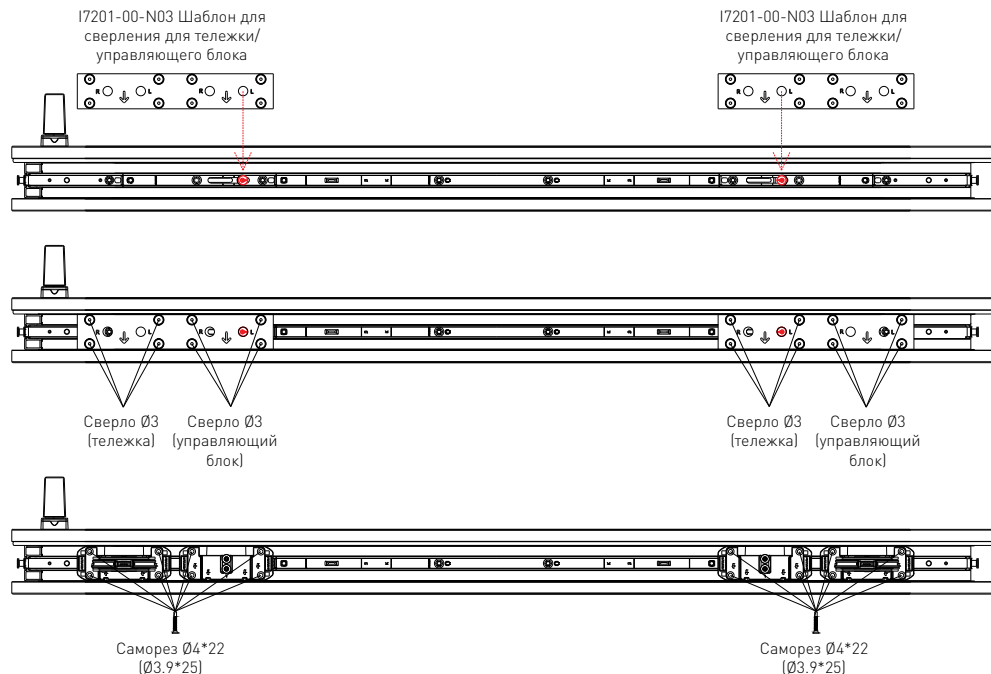 I7201-00-N03 Шаблон для
сверления для тележки/
управляющего блока
I7201-00-N03 Шаблон для
сверления для тележки/
управляющего блока
R L R L
R L R L
R L R L
R L R L
Сверло Ø3
(тележка)
Сверло Ø3
(управляющий
блок)
Сверло Ø3
(тележка)
Сверло Ø3
(управляющий
блок)
Саморез Ø4*22
(Ø3.9*25)
Саморез Ø4*22
(Ø3.9*25)